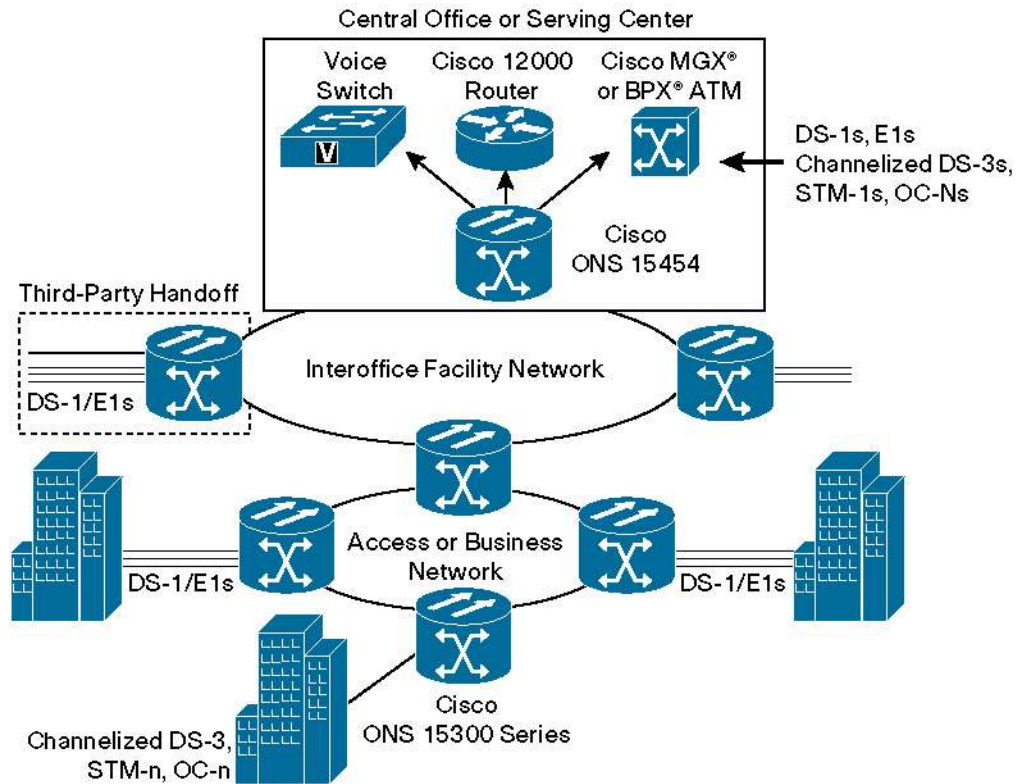 Central Office or Serving Center
Voice
Switch
Cisco 12000
Router
Cisco MGX®
or BPX® ATM
V
DS-1s, E1s
Channelized DS-3s,
STM-1s, OC-Ns
Cisco
ONS 15454
Third-Party Handoff
DS-1/E1s
Interoffice Facility Network
Access or Business
Network
DS-1/E1s
DS-1/E1s
Cisco
ONS 15300 Series
Channelized DS-3,
STM-n, OC-n